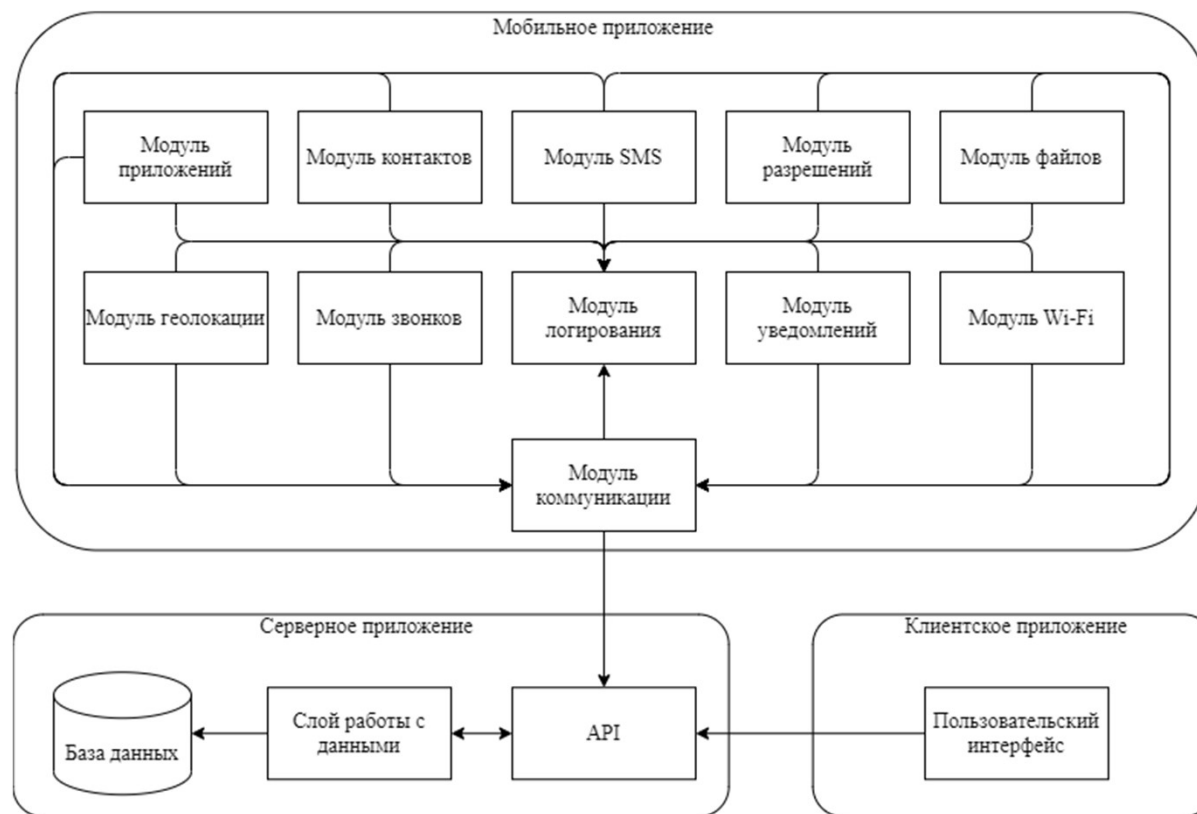 Мобильное приложение
Модуль
приложений
Модуль контактов
Модуль SMS
Модуль
разрешений
Модуль файлов
Модуль геолокации
Модуль звонков
Модуль
логирования
Модуль
уведомлений
Модуль Wi-Fi
Модуль
коммуникации
Серверное приложение
База данных
Слой работы с
данными
API
Клиентское приложение
Пользовательский
интерфейс